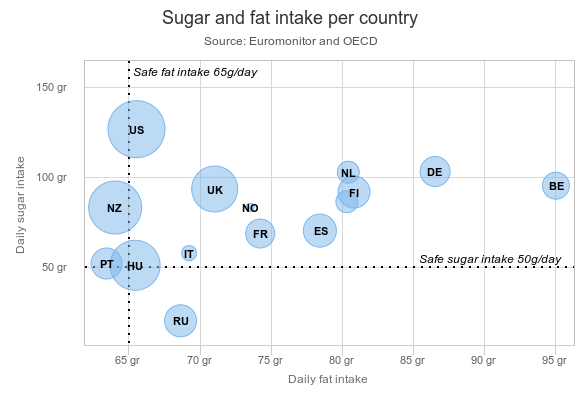 Sugar and fat intake per country
Source: Euromonitor and OECD
Safe fat intake 65g/day
150 gr
US
NL
DE
100 gr
BE
UK
FI
NZ
NO
FR
ES
Daily sugar intake
IT
Safe sugar intake 50g/day
PT
HU
50 gr
RU
65 gr 70 gr 75 gr 80 gr 85 gr 90 gr 95 gr
Daily fat intake